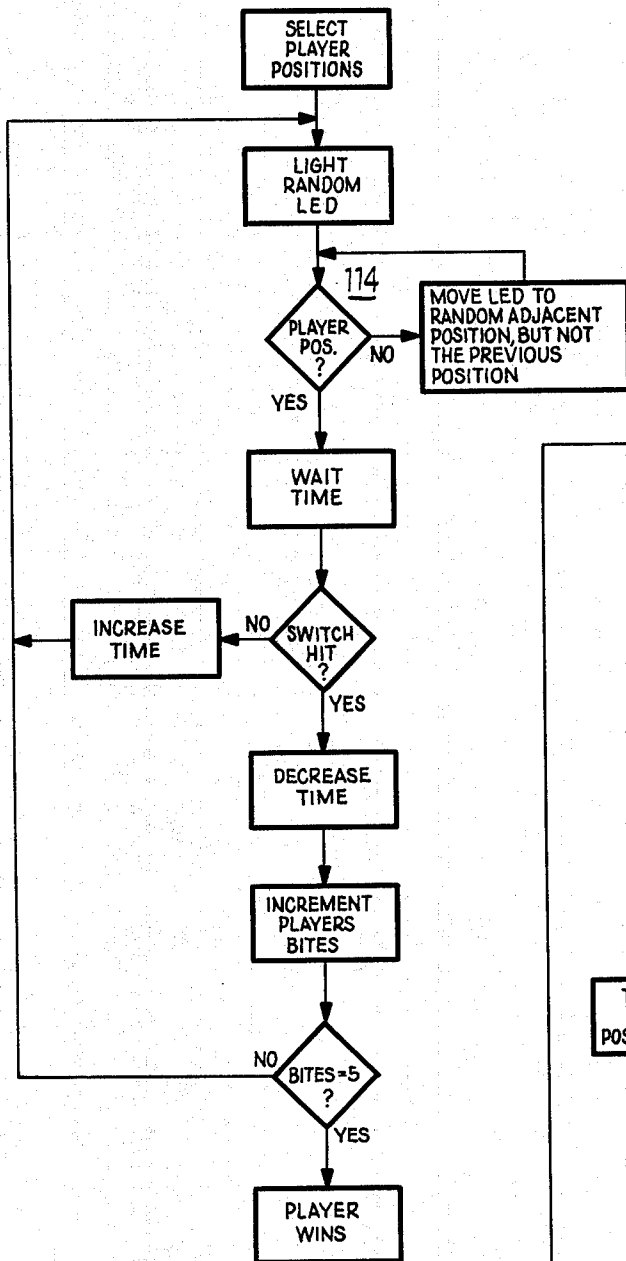 SELECT
PLAYER
POSITIONS
LIGHT
RANDOM
LED
114
PLAYER
POS.
?
NO
YES
MOVE LED TO
RANDOM ADJACENT
POSITION, BUT NOT
THE PREVIOUS
POSITION
WAIT
TIME
INCREASE
TIME
NO
SWITCH
HIT
?
YES
DECREASE
TIME
INCREMENT
PLAYERS
BITES
NO
BITES=5
?
YES
PLAYER
WINS